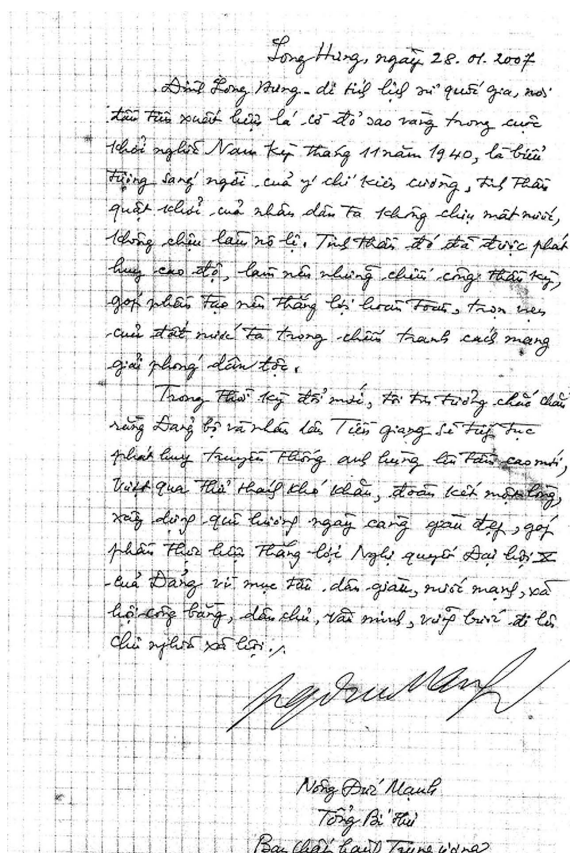 Long Hưng, ngày 28.01.2007
Đình Long Hưng - di tích lịch sử quốc gia, nơi
đầu tiên xuất hiện lá cờ đỏ sao vàng trong cuộc
khởi nghĩa Nam Kỳ tháng 11 năm 1940, là biểu
tượng sáng ngời của ý chí kiên cường, tinh thần
quật khởi của nhân dân ta không chịu mất nước,
không chịu làm nô lệ. Tinh thần đó đã được phát
huy cao độ, làm nên những chiến công thần kỳ,
góp phần tạo nên thắng lợi hoàn toàn, trọn vẹn
của đất nước ta trong chiến tranh cách mạng
giải phóng dân tộc.
Trong thời kỳ đổi mới, tôi tin tưởng chắc chắn
rằng Đảng bộ và nhân dân Tiền giang sẽ tiếp tục
phát huy truyền thống anh hùng lên tầm cao mới,
vượt qua thử thách khó khăn, đoàn kết một lòng,
xây dựng quê hương ngày càng giàu đẹp, góp
phần thực hiện thắng lợi Nghị quyết Đại hội X
của Đảng vì mục tiêu dân giàu, nước mạnh, xã
hội công bằng, dân chủ, văn minh, vững bước đi lên
chủ nghĩa xã hội./.
Nông Đức Mạnh
Tổng Bí thư
Ban Chấp hành Trung ương